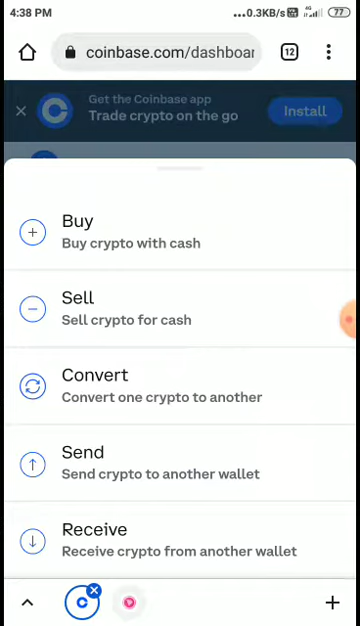 4:38 PM
...0.3KB/s
4G
77
coinbase.com/dashboar
12
Get the Coinbase app
Trade crypto on the go
Install
Buy
Buy crypto with cash
Sell
Sell crypto for cash
Convert
Convert one crypto to another
Send
Send crypto to another wallet
Receive
Receive crypto from another wallet